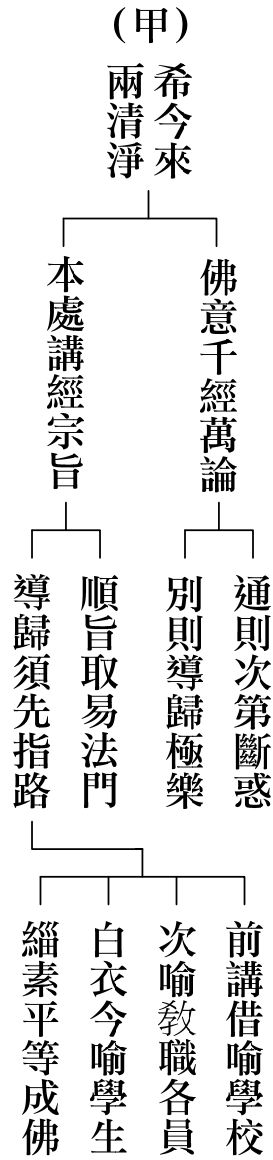 (甲)
希今來
兩清淨
佛意千經萬論
本處講經宗旨
通則次第斷惑
別則導歸極樂
順旨取易法門
導歸須先指路
前講借喻學校
次喻教職各員
白衣今喻學生
緇素平等成佛